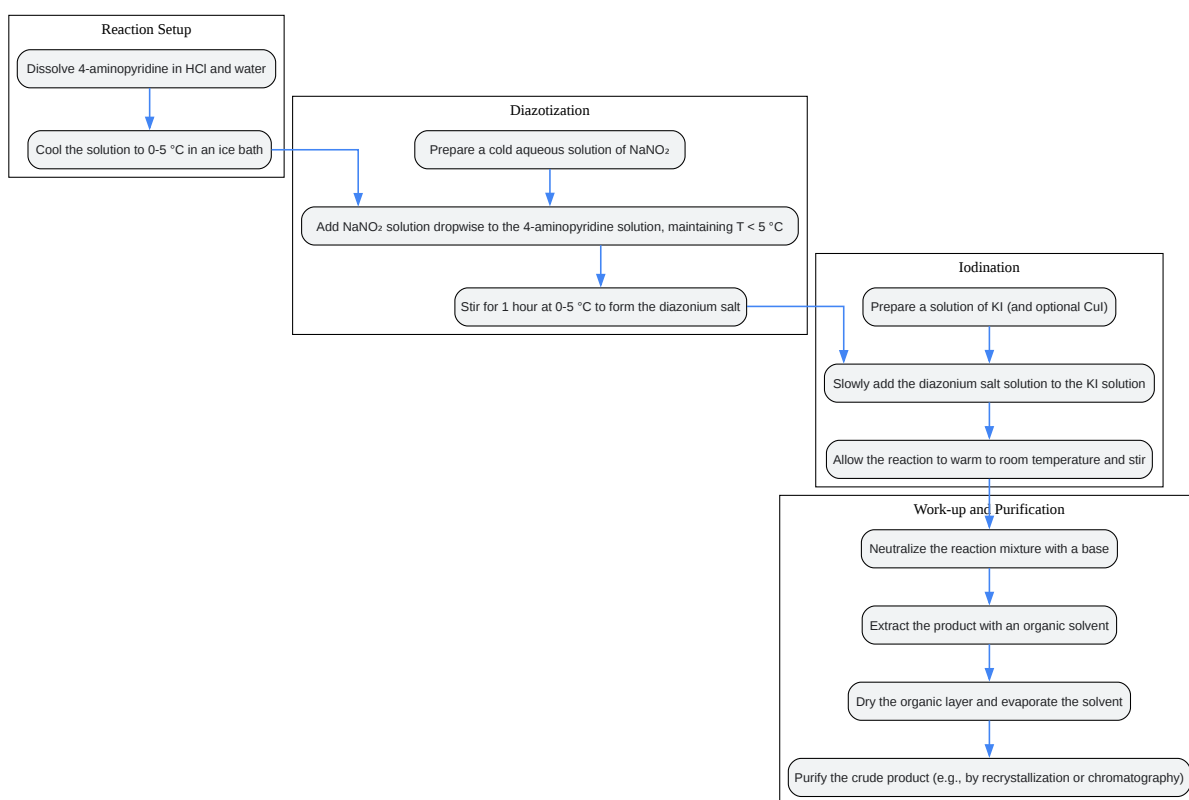 Reaction Setup
Dissolve 4-aminopyridine in HCl and water
Cool the solution to 0-5 °C in an ice bath
Diazotization
Prepare a cold aqueous solution of NaNO₂
Add NaNO₂ solution dropwise to the 4-aminopyridine solution, maintaining T < 5 °C
Stir for 1 hour at 0-5 °C to form the diazonium salt
Iodination
Prepare a solution of KI (and optional CuI)
Slowly add the diazonium salt solution to the KI solution
Allow the reaction to warm to room temperature and stir
Work-up and Purification
Neutralize the reaction mixture with a base
Extract the product with an organic solvent
Dry the organic layer and evaporate the solvent
Purify the crude product (e.g., by recrystallization or chromatography)